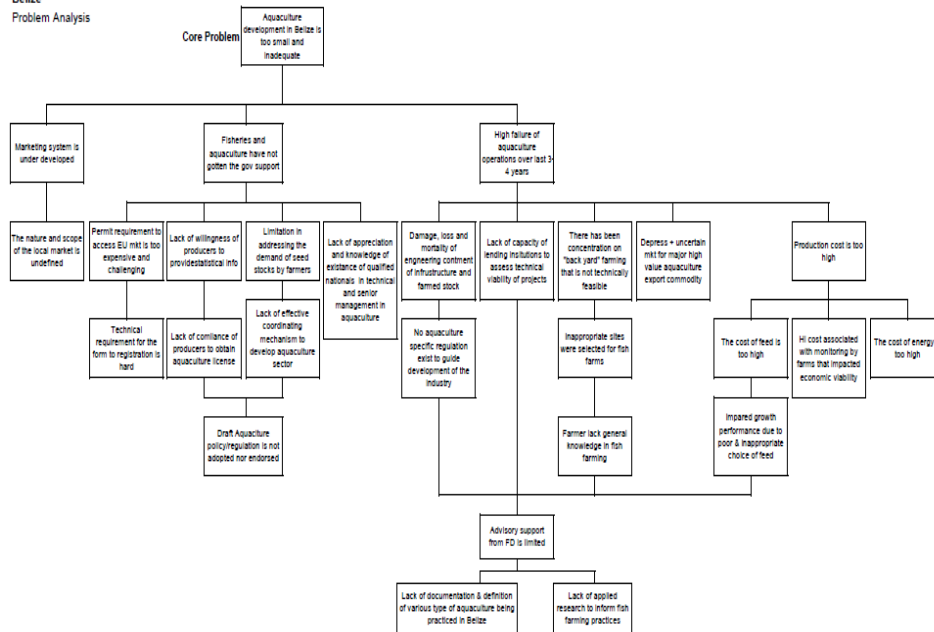 Belize
Problem Analysis
Core Problem
Aquaculture
development in Belize is
too small and
inadequate
Marketing system is
under developed
Fisheries and
aquaculture have not
gotten the gov support
High failure of
aquaculture
operations over last 3-
4 years
The nature and scope
of the local market is
undefined
Permit requirement to
access EU mkt is too
expensive and
challenging
Lack of willingness of
producers to
providestatistical info
Limitation in
addressing the
demand of seed
stocks by farmers
Lack of appreciation
and knowledge of
existance of qualified
nationals in technical
and senior
management in
aquaculture
Damage, loss and
mortality of
engineering contment
of infrustructure and
farmed stock
Lack of capacity of
lending insitutions to
assess technical
viability of projects
There has been
concentration on
"back yard" farming
that is not technically
feasible
Depress + uncertain
mkt for major high
value aquaculture
export commodity
Production cost is too
high
Technical
requirement for the
form to registration is
hard
Lack of comliance of
producers to obtain
aquaculture license
Lack of effective
coordinating
mechanism to
develop aquaculture
sector
No aquaculture
specific regulation
exist to guide
development of the
industry
Inappropriate sites
were selected for fish
farms
The cost of feed is
too high
Hi cost associated
with monitoring by
farms that impacted
economic viability
The cost of energy
too high
Draft Aquaciture
policy/regulation is not
adopted nor endorsed
Farmer lack general
knowledge in fish
farming
Impared growth
performance due to
poor & inappropriate
choice of feed
Advisory support
from FD is limited
Lack of documentation & definition
of various type of aquaculture being
practiced in Belize
Lack of applied
research to inform fish
farming practices